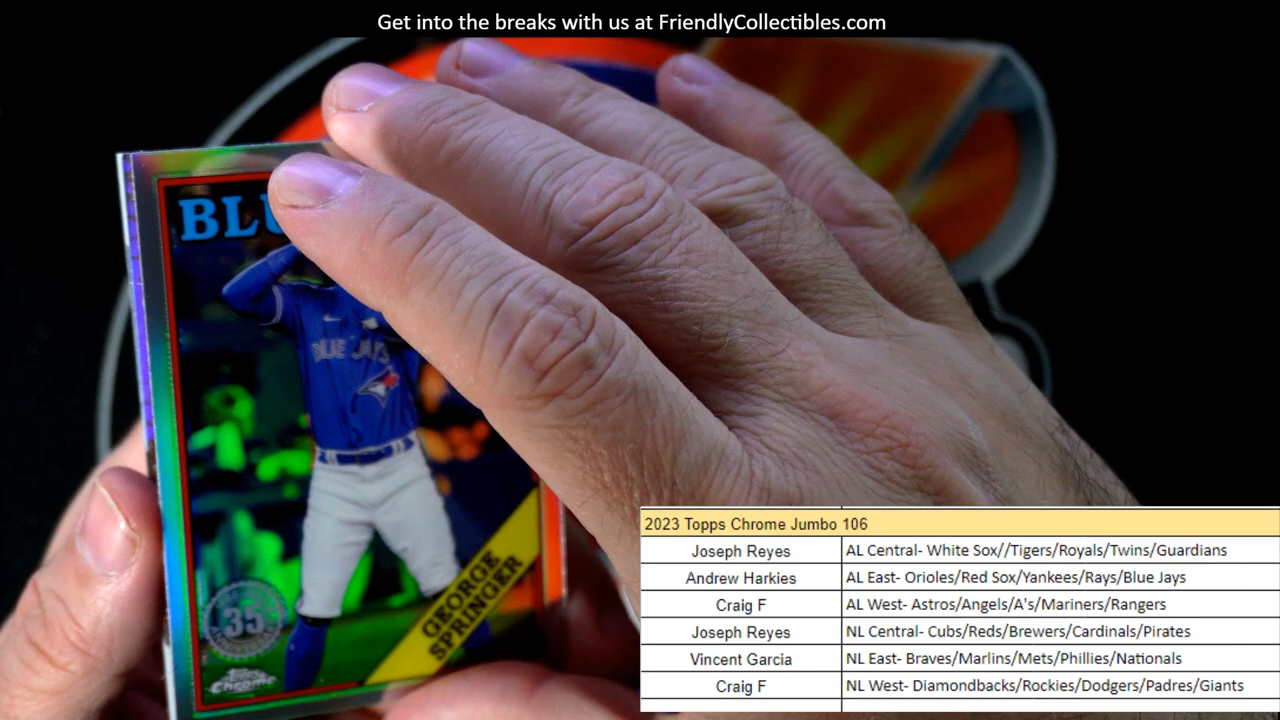 Get into the breaks with us at FriendlyCollectibles.com
BLU
BLUE JAYS
GEORGE
SPRINGER
35
Topps
Chrome
2023 Topps Chrome Jumbo 106
Joseph Reyes AL Central- White Sox//Tigers/Royals/Twins/Guardians
Andrew Harkies AL East- Orioles/Red Sox/Yankees/Rays/Blue Jays
Craig F AL West- Astros/Angels/A's/Mariners/Rangers
Joseph Reyes NL Central- Cubs/Reds/Brewers/Cardinals/Pirates
Vincent Garcia NL East- Braves/Marlins/Mets/Phillies/Nationals
Craig F NL West- Diamondbacks/Rockies/Dodgers/Padres/Giants